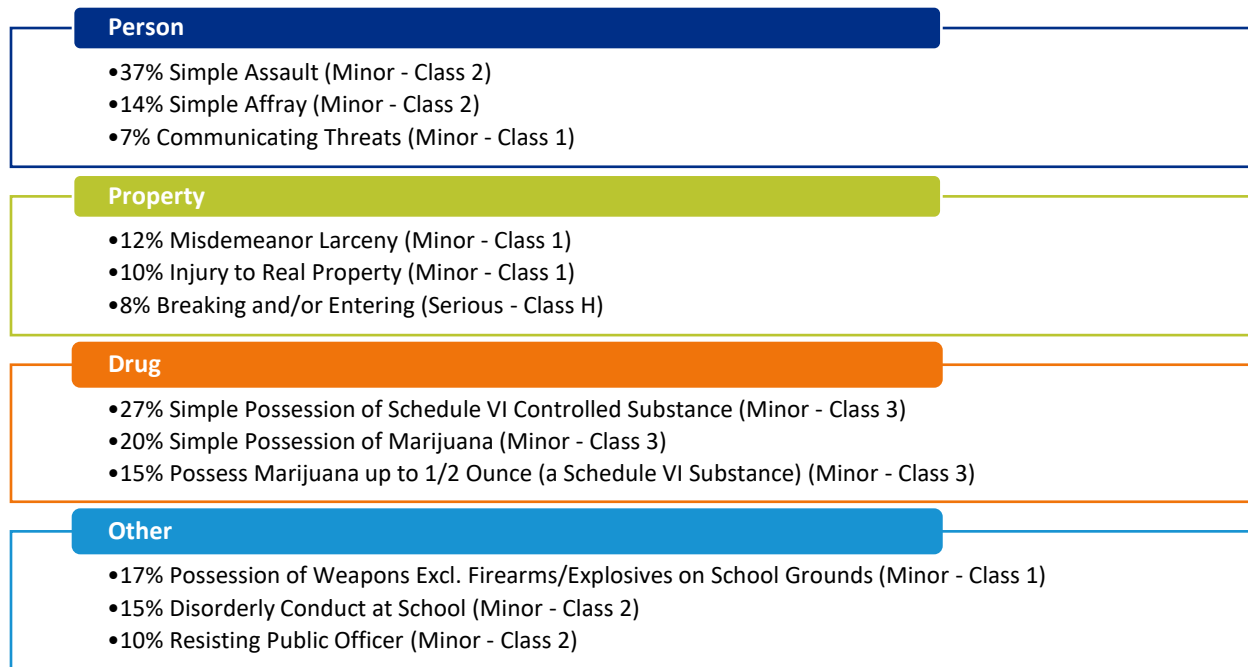 Person
•37% Simple Assault (Minor - Class 2)
•14% Simple Affray (Minor - Class 2)
•7% Communicating Threats (Minor - Class 1)
Property
•12% Misdemeanor Larceny (Minor - Class 1)
•10% Injury to Real Property (Minor - Class 1)
•8% Breaking and/or Entering (Serious - Class H)
Drug
•27% Simple Possession of Schedule VI Controlled Substance (Minor - Class 3)
•20% Simple Possession of Marijuana (Minor - Class 3)
•15% Possess Marijuana up to 1/2 Ounce (a Schedule VI Substance) (Minor - Class 3)
Other
•17% Possession of Weapons Excl. Firearms/Explosives on School Grounds (Minor - Class 1)
•15% Disorderly Conduct at School (Minor - Class 2)
•10% Resisting Public Officer (Minor - Class 2)